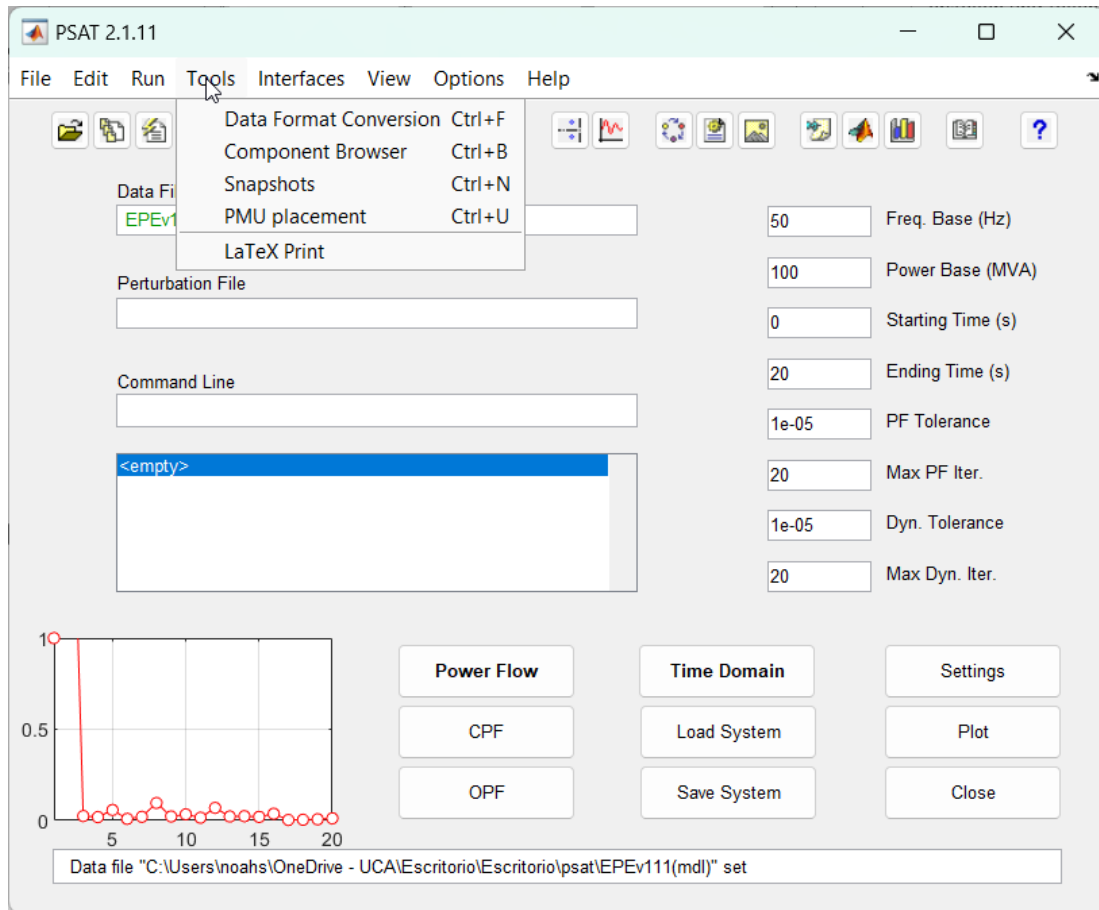 PSAT 2.1.11
File Edit Run Tools Interfaces View Options Help
Data Format Conversion Ctrl+F
Component Browser Ctrl+B
Snapshots Ctrl+N
PMU placement Ctrl+U
LaTeX Print
?
Data Fi
EPEv1
50 Freq. Base (Hz)
100 Power Base (MVA)
Perturbation File
0 Starting Time (s)
20 Ending Time (s)
Command Line
1e-05 PF Tolerance
<empty>
20 Max PF Iter.
1e-05 Dyn. Tolerance
20 Max Dyn. Iter.
1
0.5
0
5 10 15 20
Power Flow Time Domain Settings
CPF Load System Plot
OPF Save System Close
Data file "C:\Users\noahs\OneDrive - UCA\Escritorio\Escritorio\psat\EPEv111(mdl)" set